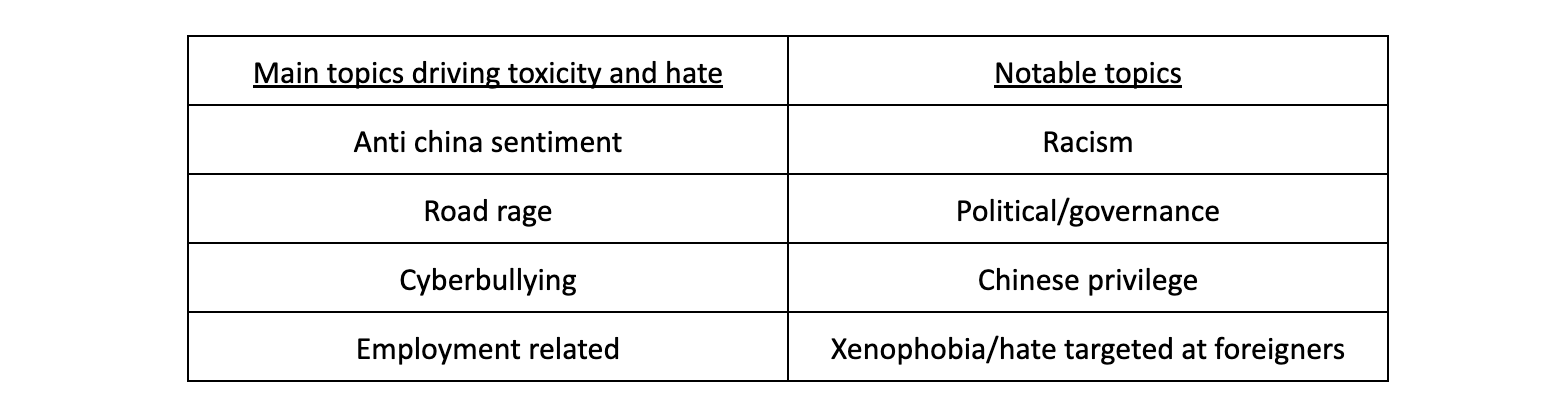 Main topics driving toxicity and hate
Notable topics
Anti china sentiment
Racism
Road rage
Political/governance
Cyberbullying
Chinese privilege
Employment related
Xenophobia/hate targeted at foreigners